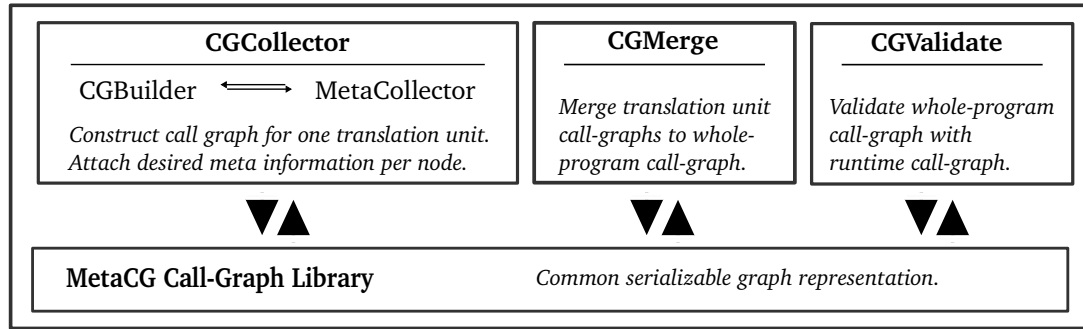 CGCollector
CGBuilder MetaCollector
Construct call graph for one translation unit.
Attach desired meta information per node.
CGMerge
Merge translation unit
call-graphs to whole-
program call-graph.
CGValidate
Validate whole-program
call-graph with
runtime call-graph.
MetaCG Call-Graph Library
Common serializable graph representation.